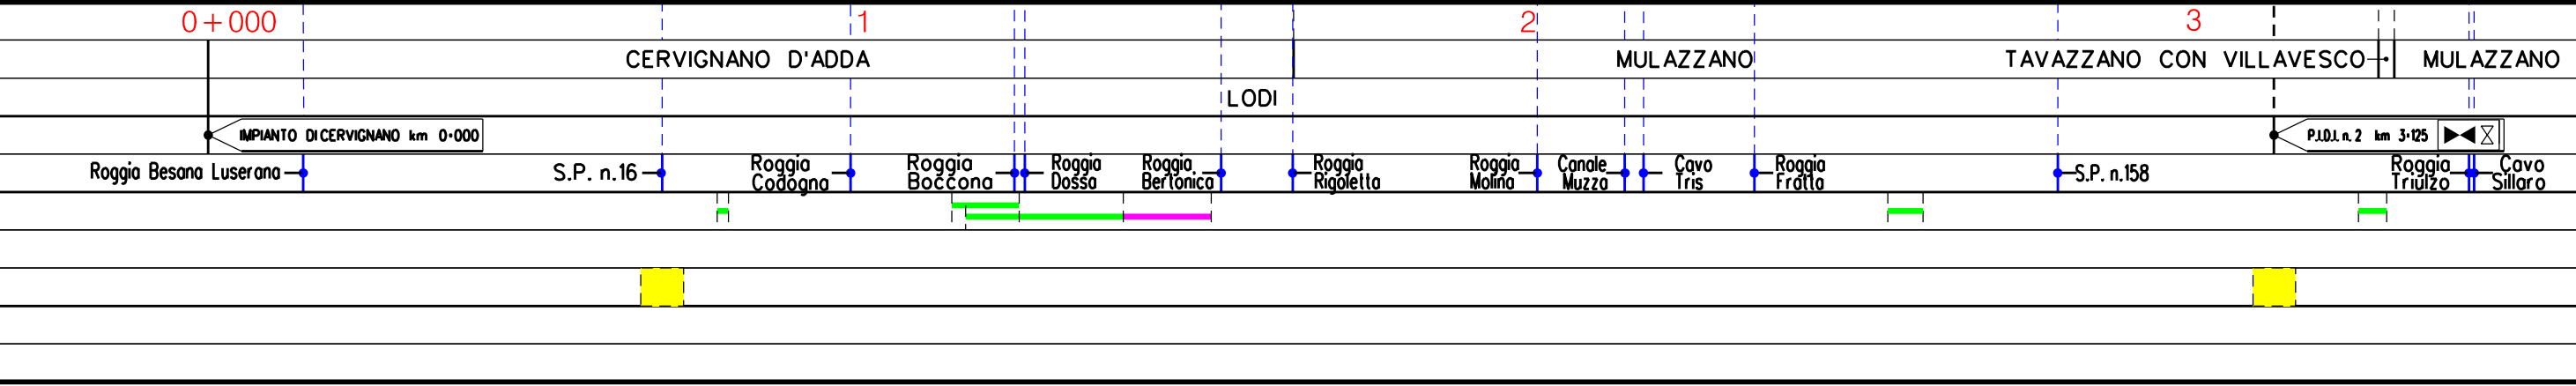 0+000 1 2 3
CERVIGNANO D'ADDA MULAZZANO TAVAZZANO CON VILLAVESCO MULAZZANO
LODI
IMPIANTO DI CERVIGNANO km 0+000 P.I.D.I. n. 2 km 3+125
Roggia Besana Luserana
S.P. n.16
Roggia
Codogna
Roggia
Boccona
Roggia
Dossa
Roggia
Bertonica
Roggia
Rigoletta
Roggia
Molina
Canale
Muzza
Cavo
Tris
Roggia
Fratta
S.P. n.158
Roggia
Triulzo
Cavo
Sillaro